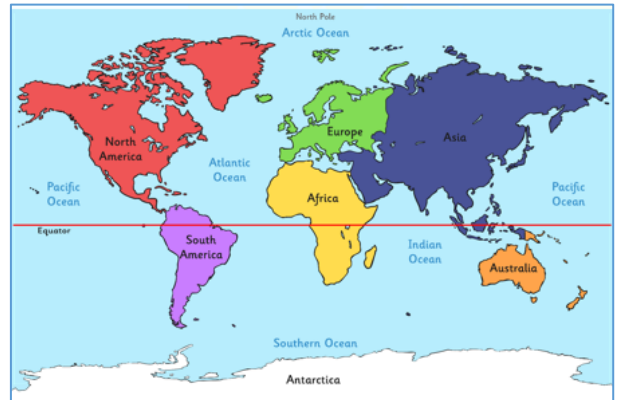 North Pole
Arctic Ocean
North
America
Europe
Asia
Atlantic
Ocean
Pacific
Ocean
Africa
Pacific
Ocean
Equator
South
America
Indian
Ocean
Australia
Southern Ocean
Antarctica